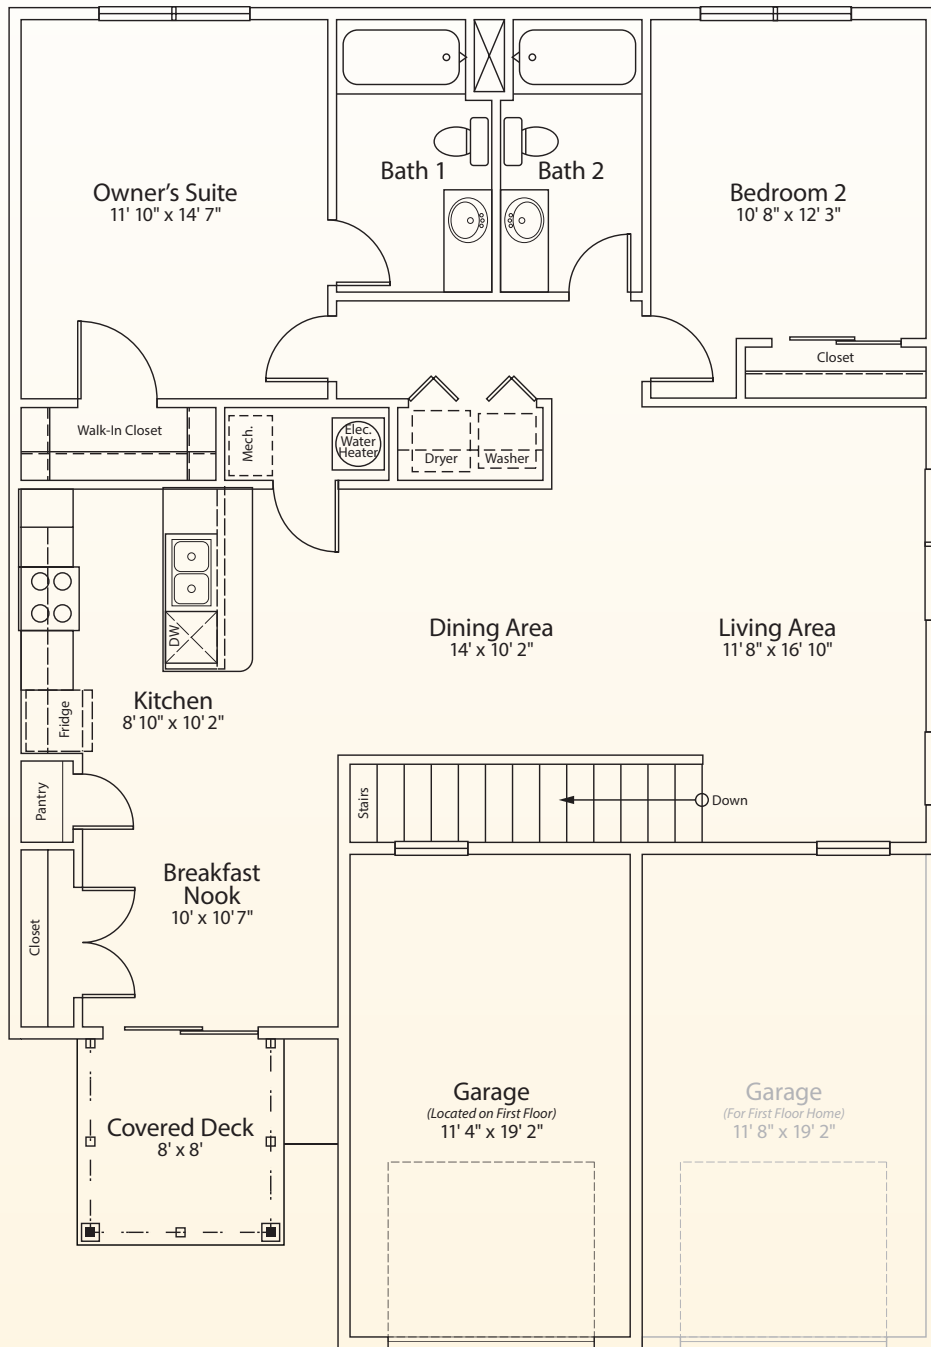 Bath 1
Bath 2
Owner's Suite
11' 10" x 14' 7"
Bedroom 2
10' 8" x 12' 3"
Closet
Walk-In Closet
Mech.
Elec.
Water
Heater
Dryer
Washer
DW
Dining Area
14' x 10' 2"
Living Area
11' 8" x 16' 10"
Kitchen
8' 10" x 10' 2"
Fridge
Pantry
Stairs
Down
Breakfast
Nook
10' x 10' 7"
Closet
Garage
(Located on First Floor)
11' 4" x 19' 2"
Garage
(For First Floor Home)
11' 8" x 19' 2"
Covered Deck
8' x 8'